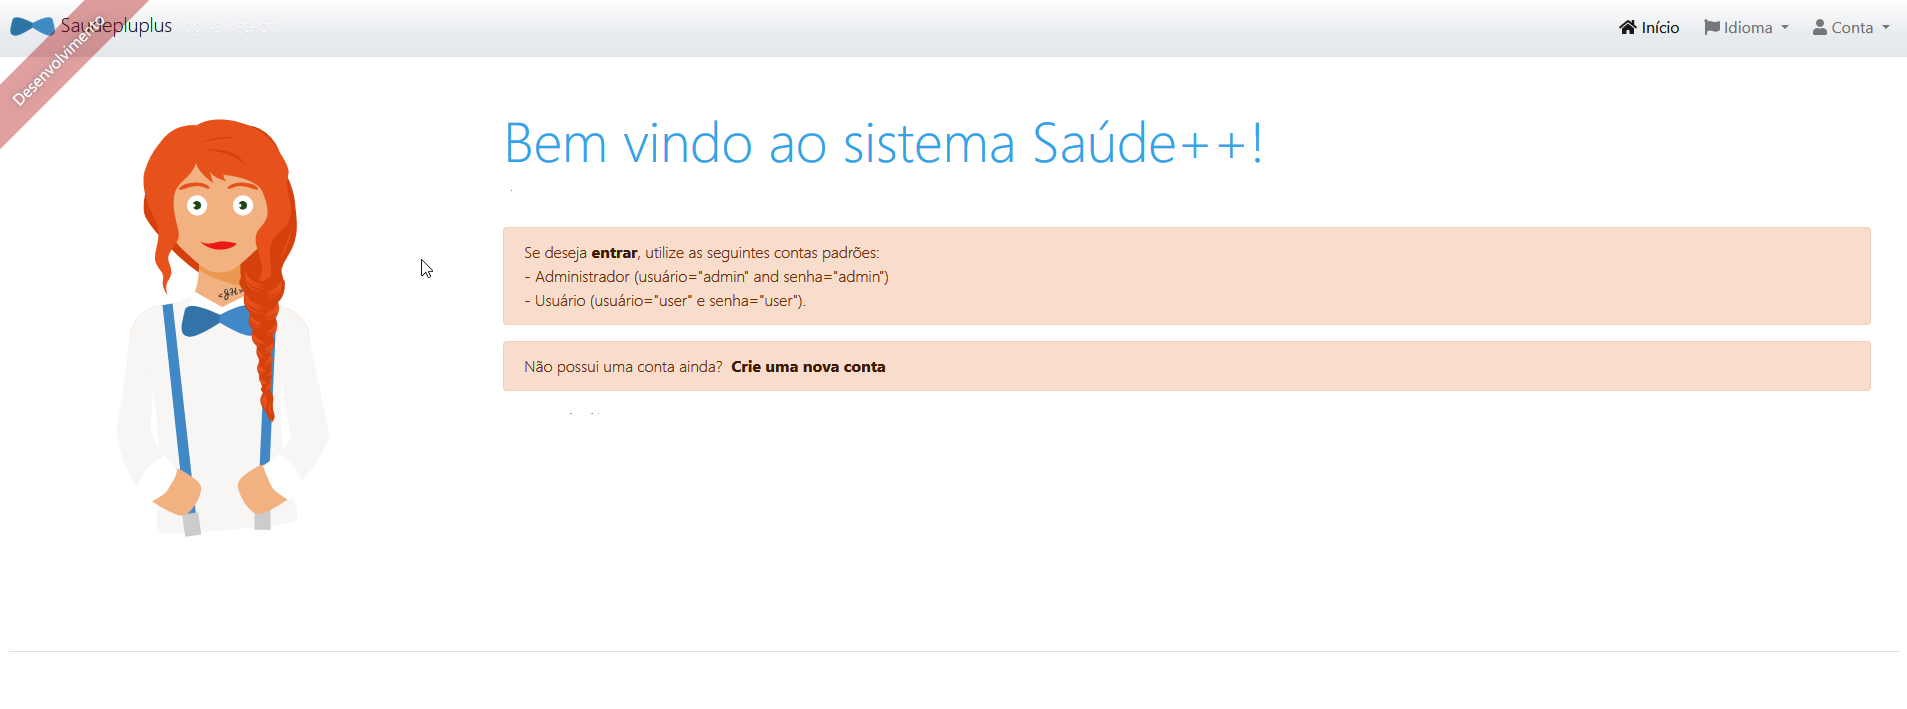 Saudepluplus
Início
Idioma
Conta
Desenvolvimento
Bem vindo ao sistema Saúde++!
<JH>
Se deseja entrar, utilize as seguintes contas padrões:
- Administrador (usuário="admin" and senha="admin")
- Usuário (usuário="user" e senha="user").
Não possui uma conta ainda? Crie uma nova conta